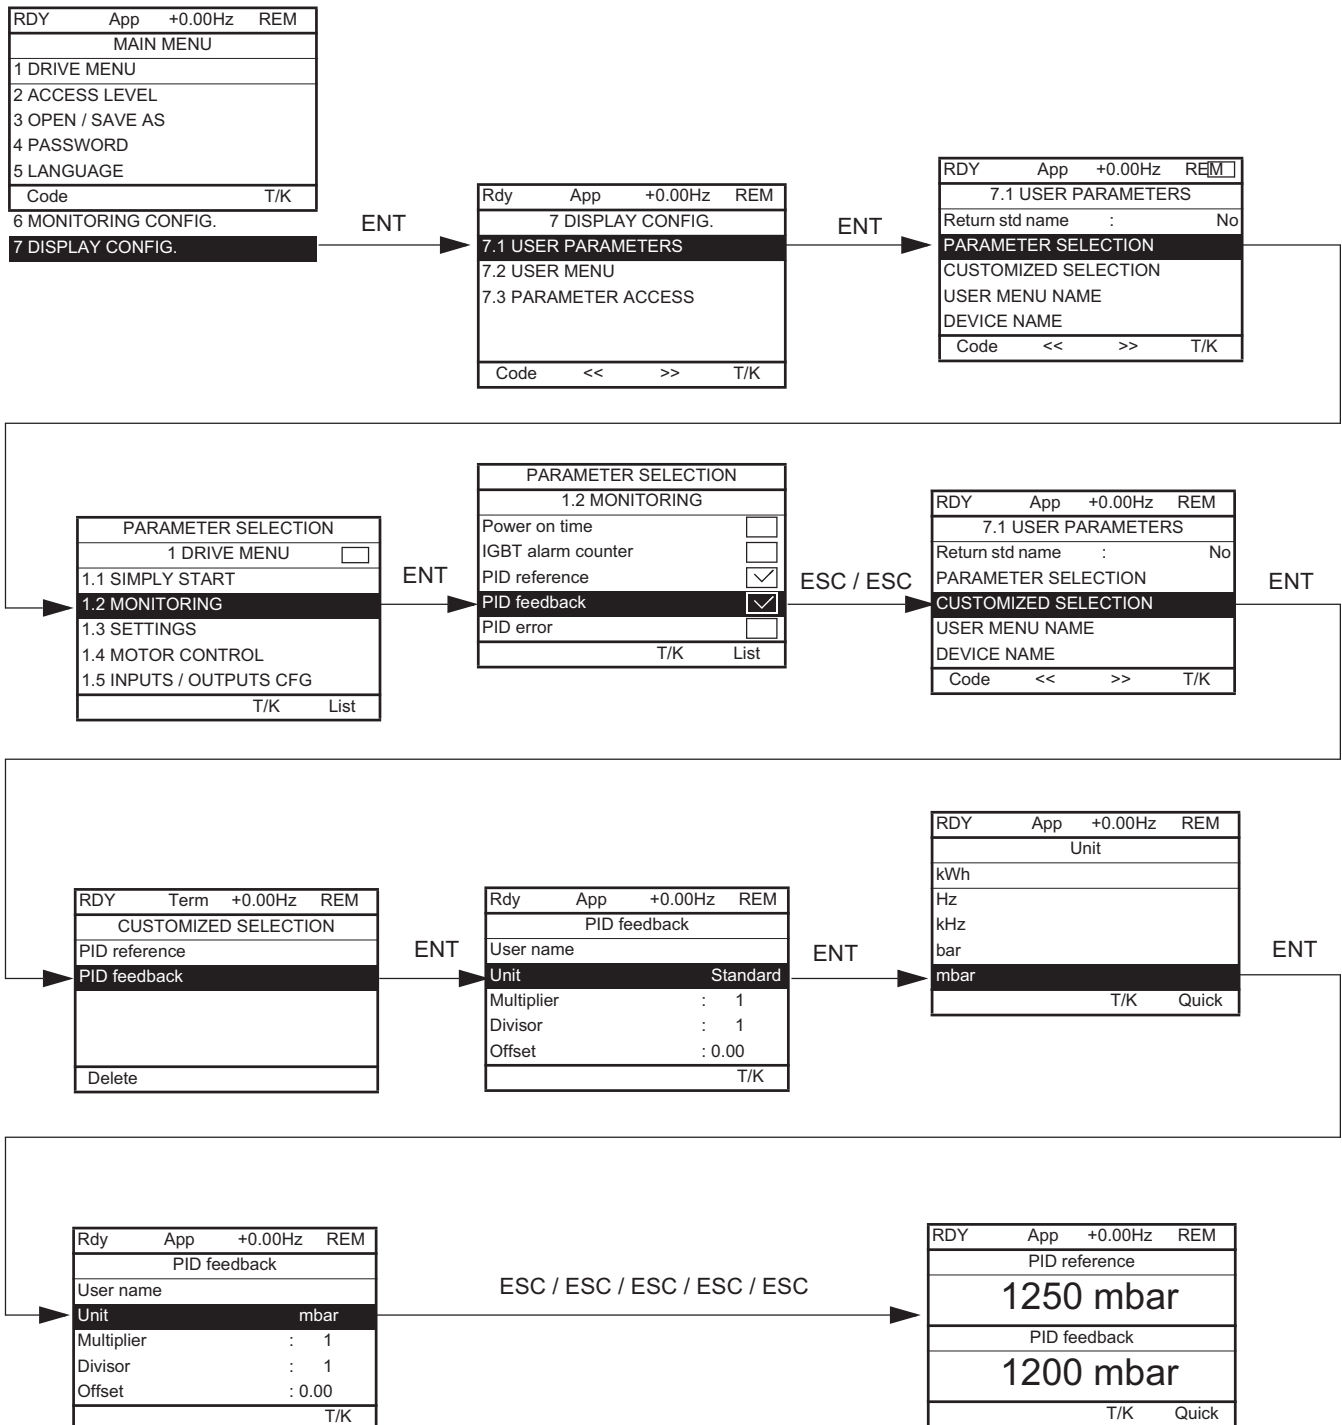 RDY App +0.00Hz REM
MAIN MENU
1 DRIVE MENU
2 ACCESS LEVEL
3 OPEN / SAVE AS
4 PASSWORD
5 LANGUAGE
Code T/K
6 MONITORING CONFIG.
7 DISPLAY CONFIG.
ENT
Rdy App +0.00Hz REM
7 DISPLAY CONFIG.
7.1 USER PARAMETERS
7.2 USER MENU
7.3 PARAMETER ACCESS
Code << >> T/K
ENT
RDY App +0.00Hz REM
7.1 USER PARAMETERS
Return std name : No
PARAMETER SELECTION
CUSTOMIZED SELECTION
USER MENU NAME
DEVICE NAME
Code << >> T/K
PARAMETER SELECTION
1 DRIVE MENU
1.1 SIMPLY START
1.2 MONITORING
1.3 SETTINGS
1.4 MOTOR CONTROL
1.5 INPUTS / OUTPUTS CFG
T/K List
ENT
PARAMETER SELECTION
1.2 MONITORING
Power on time
IGBT alarm counter
PID reference
PID feedback
PID error
T/K List
ESC / ESC
RDY App +0.00Hz REM
7.1 USER PARAMETERS
Return std name : No
PARAMETER SELECTION
CUSTOMIZED SELECTION
USER MENU NAME
DEVICE NAME
Code << >> T/K
ENT
RDY Term +0.00Hz REM
CUSTOMIZED SELECTION
PID reference
PID feedback
Delete
ENT
Rdy App +0.00Hz REM
PID feedback
User name
Unit Standard
Multiplier : 1
Divisor : 1
Offset : 0.00
T/K
ENT
RDY App +0.00Hz REM
Unit
kWh
Hz
kHz
bar
mbar
T/K Quick
ENT
Rdy App +0.00Hz REM
PID feedback
User name
Unit mbar
Multiplier : 1
Divisor : 1
Offset : 0.00
T/K
ESC / ESC / ESC / ESC / ESC
RDY App +0.00Hz REM
PID reference
1250 mbar
PID feedback
1200 mbar
T/K Quick